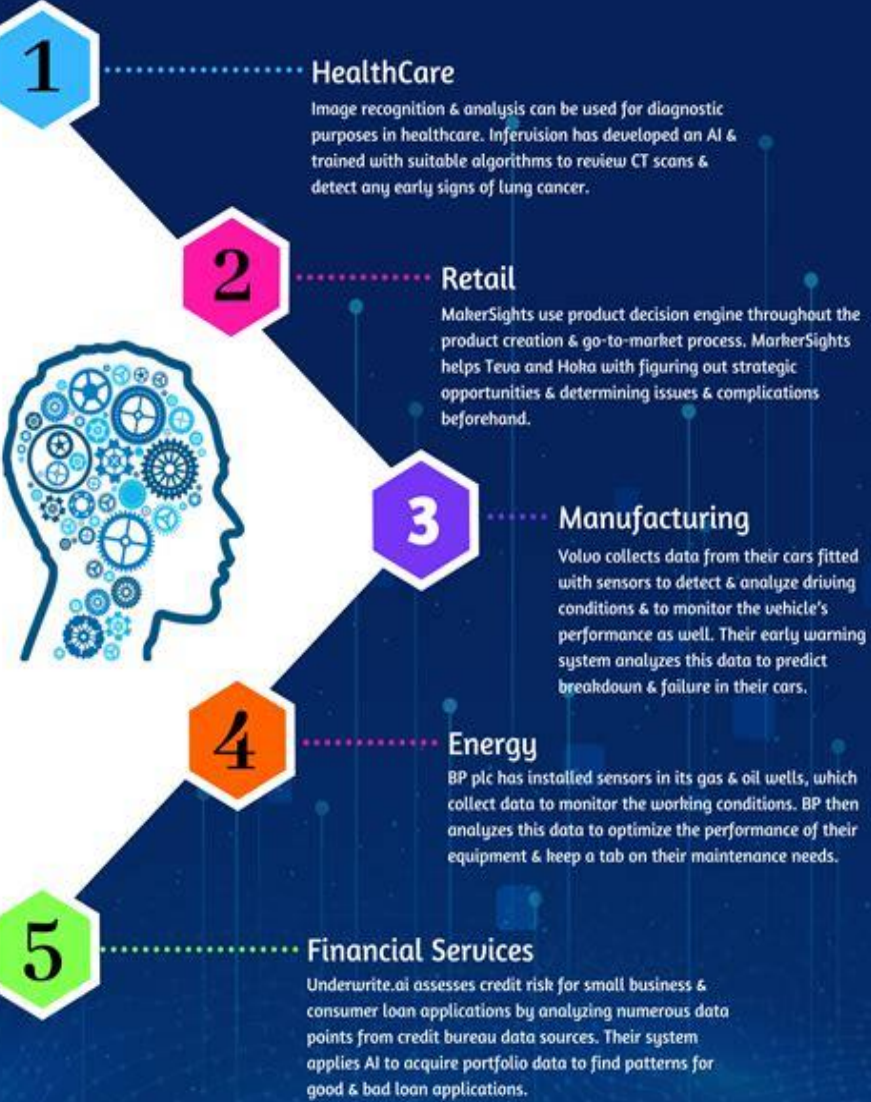 1
HealthCare
Image recognition & analysis can be used for diagnostic
purposes in healthcare. Infervision has developed an AI &
trained with suitable algorithms to review CT scans &
detect any early signs of lung cancer.
2
Retail
MakerSights use product decision engine throughout the
product creation & go-to-market process. MarkerSights
helps Teva and Hoka with figuring out strategic
opportunities & determining issues & complications
beforehand.
3
Manufacturing
Volvo collects data from their cars fitted
with sensors to detect & analyze driving
conditions & to monitor the vehicle's
performance as well. Their early warning
system analyzes this data to predict
breakdown & failure in their cars.
4
Energy
BP plc has installed sensors in its gas & oil wells, which
collect data to monitor the working conditions. BP then
analyzes this data to optimize the performance of their
equipment & keep a tab on their maintenance needs.
5
Financial Services
Underwrite.ai assesses credit risk for small business &
consumer loan applications by analyzing numerous data
points from credit bureau data sources. Their system
applies AI to acquire portfolio data to find patterns for
good & bad loan applications.